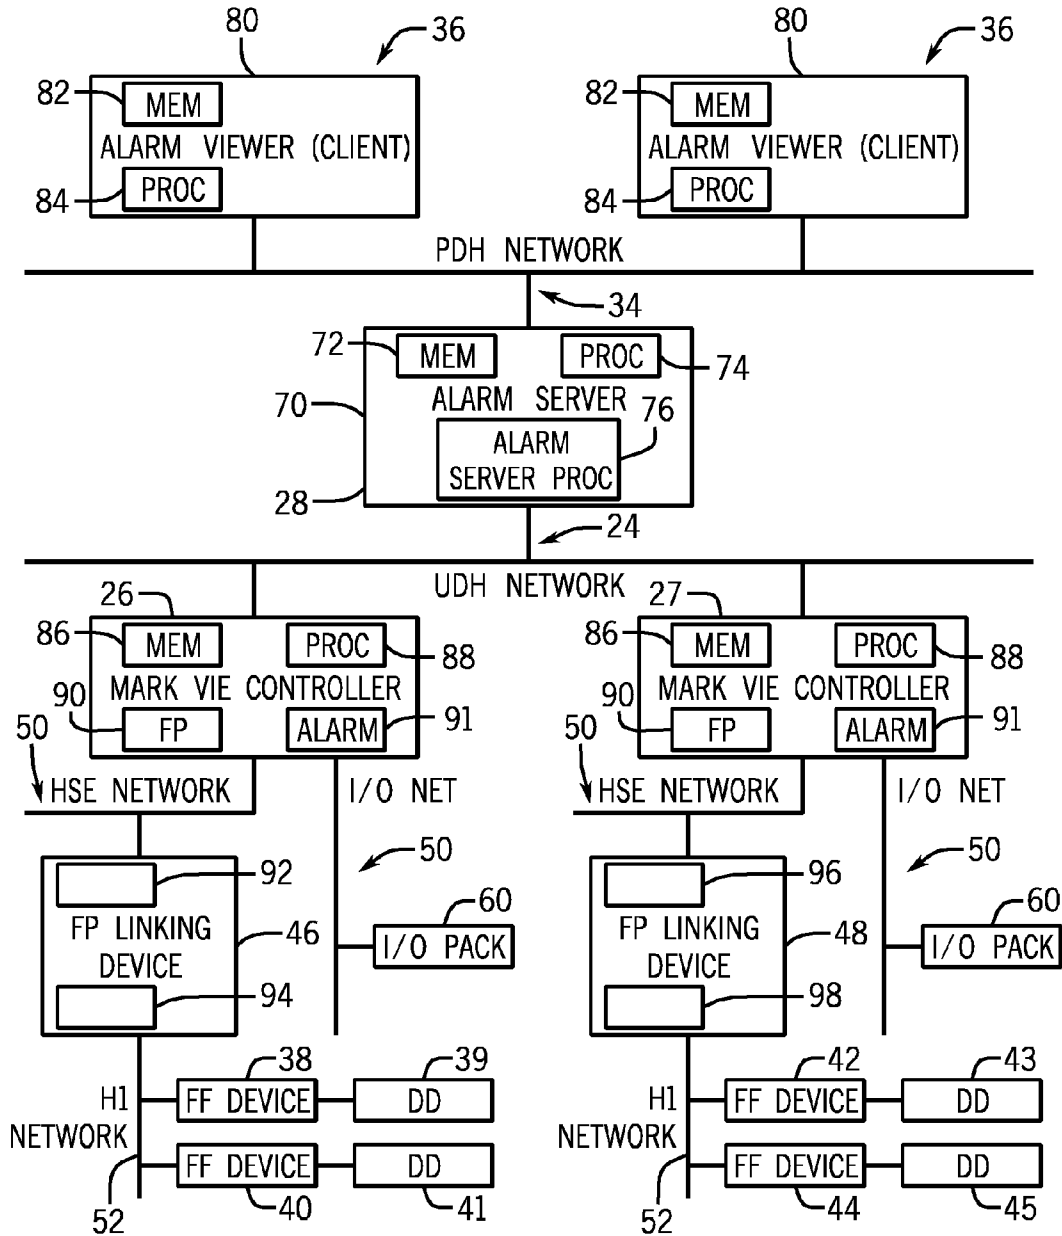 80
36
80
36
82
MEM
82
MEM
ALARM VIEWER (CLIENT)
ALARM VIEWER (CLIENT)
84
PROC
84
PROC
PDH NETWORK
34
72
MEM
PROC
74
70
ALARM SERVER
76
ALARM
SERVER PROC
28
24
UDH NETWORK
26
27
86
MEM
PROC
88
86
MEM
PROC
88
MARK VIE CONTROLLER
MARK VIE CONTROLLER
90
FP
ALARM
91
90
FP
ALARM
91
50
50
HSE NETWORK
I/O NET
HSE NETWORK
I/O NET
50
50
92
96
60
60
FP LINKING
DEVICE
46
I/O PACK
FP LINKING
DEVICE
48
I/O PACK
94
98
38
39
42
43
H1
FF DEVICE
DD
H1
FF DEVICE
DD
NETWORK
NETWORK
FF DEVICE
DD
FF DEVICE
DD
52
40
41
52
44
45